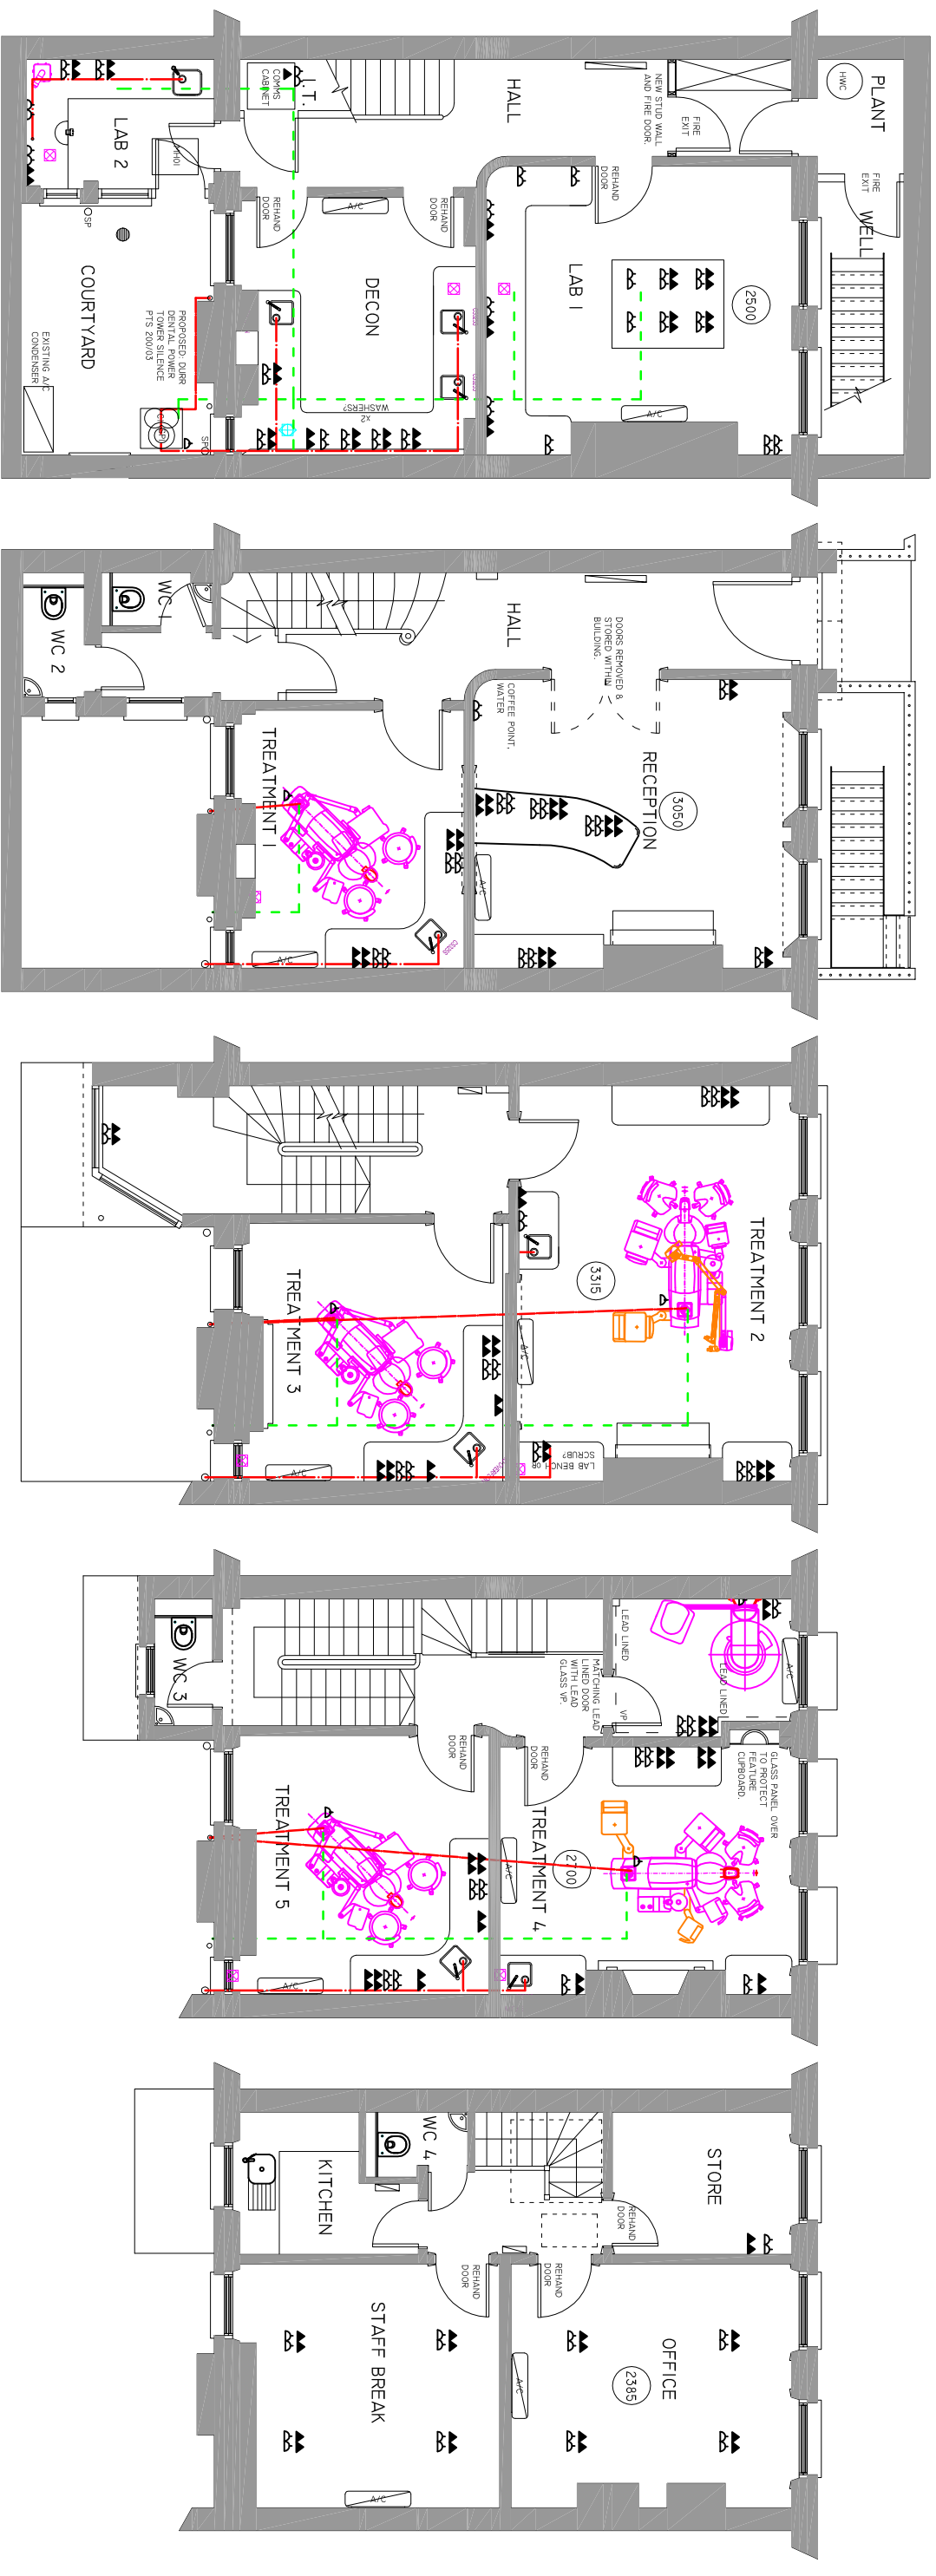 PLANT
HWC
FIRE
EXIT
WELL
FIRE
EXIT
NEW STUD WALL
AND FIRE DOOR.
HALL
REHAND
DOOR
2500
LAB 1
A/C
I.T.
COMMS
CABINET
REHAND
DOOR
A/C
DECON
REHAND
DOOR
X2
WASHERS?
LAB 2
MH01
SP
COURTYARD
PROPOSED: DURR
DENTAL POWER
TOWER SILENCE
PTS 200/03
EXISTING A/C
CONDENSER
HALL
DOORS REMOVED &
STORED WITHIN
BUILDING.
COFFEE POINT,
WATER
RECEPTION
3050
A/C
WC 1
WC 2
TREATMENT 1
A/C
TREATMENT 2
3315
A/C
LAB BENCH OR
SCRUB?
TREATMENT 3
A/C
LEAD LINED
LEAD LINED
A/C
VP
MATCHING LEAD
LINED DOOR
WITH LEAD
GLASS VP.
GLASS PANEL OVER
TO PROTECT
FEATURE
CUPBOARD.
REHAND
DOOR
REHAND
DOOR
TREATMENT 4
2700
A/C
WC 3
TREATMENT 5
A/C
STORE
REHAND
DOOR
WC 4
KITCHEN
REHAND
DOOR
REHAND
DOOR
OFFICE
2385
A/C
STAFF BREAK
A/C